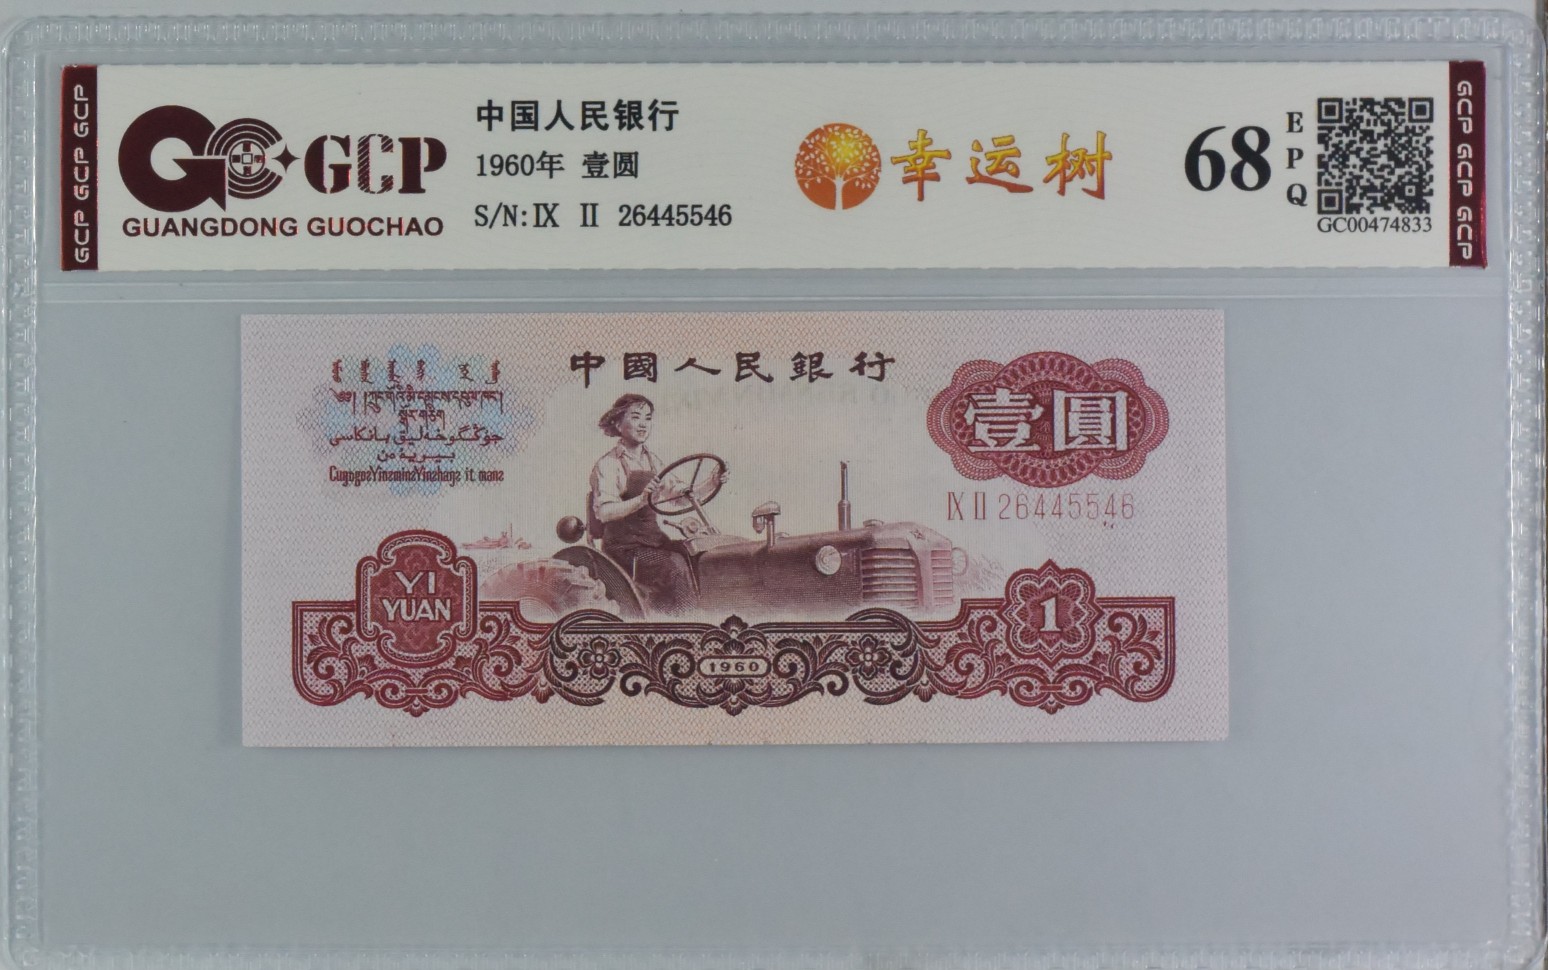 GCP GCP GCP
GCP
GUANGDONG GUOCHAO
中国人民银行
1960年 壹圆
S/N:Ⅸ Ⅱ 26445546
幸运树
68
EPQ
GC00474833
GCP GCP GCP
中國人民銀行
壹圓
Ⅸ Ⅱ 26445546
YI
YUAN
1960
1